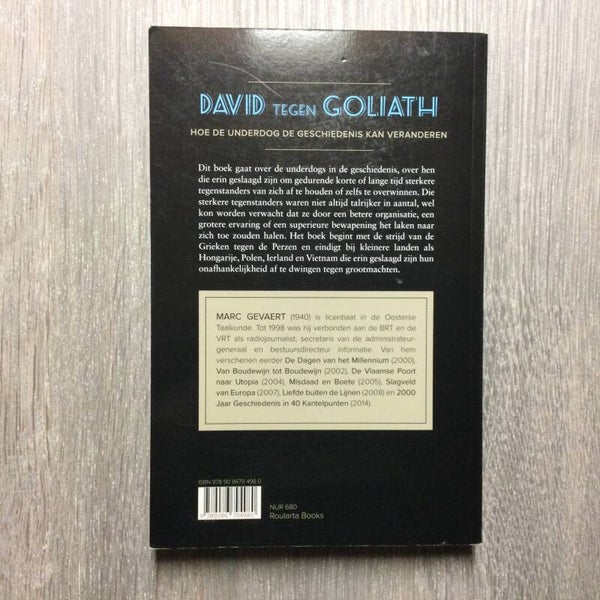 DAVID TEGEN GOLIATH
HOE DE UNDERDOG DE GESCHIEDENIS KAN VERANDEREN
Dit boek gaat over de underdogs in de geschiedenis, over hen
die erin geslaagd zijn om gedurende korte of lange tijd sterkere
tegenstanders van zich af te houden of zelfs te overwinnen. Die
sterkere tegenstanders waren niet altijd talrijker in aantal, wel
kon worden verwacht dat ze door een betere organisatie, een
grotere ervaring of een superieure bewapening het laken naar
zich toe zouden halen. Het boek begint met de strijd van de
Grieken tegen de Perzen en eindigt bij kleinere landen als
Hongarije, Polen, Ierland en Vietnam die erin geslaagd zijn hun
onafhankelijkheid af te dwingen tegen grootmachten.
MARC GEVAERT (1940) is licentiaat in de Oosterse
Taalkunde. Tot 1998 was hij verbonden aan de BRT en de
VRT als radiojournalist, secretaris van de administrateur-
generaal en bestuursdirecteur informatie. Van hem
verschenen eerder De Dagen van het Millennium (2000),
Van Boudewijn tot Boudewijn (2002), De Vlaamse Poort
naar Utopia (2004), Misdaad en Boete (2005), Slagveld
van Europa (2007), Liefde buiten de Lijnen (2008) en 2000
Jaar Geschiedenis in 40 Kantelpunten (2014).
ISBN 978 90 8679 498 0
9 789086 794980
NUR 680
Roularta Books